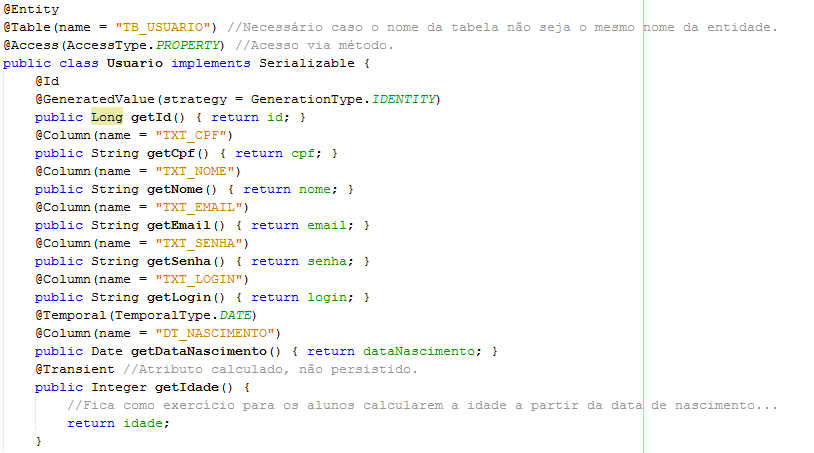 @Entity
@Table(name = "TB_USUARIO") //Necessário caso o nome da tabela não seja o mesmo nome da entidade.
@Access(AccessType.PROPERTY) //Acesso via método.
public class Usuario implements Serializable {
@Id
@GeneratedValue(strategy = GenerationType.IDENTITY)
public Long getId() { return id; }
@Column(name = "TXT_CPF")
public String getCpf() { return cpf; }
@Column(name = "TXT_NOME")
public String getNome() { return nome; }
@Column(name = "TXT_EMAIL")
public String getEmail() { return email; }
@Column(name = "TXT_SENHA")
public String getSenha() { return senha; }
@Column(name = "TXT_LOGIN")
public String getLogin() { return login; }
@Temporal(TemporalType.DATE)
@Column(name = "DT_NASCIMENTO")
public Date getDataNascimento() { return dataNascimento; }
@Transient //Atributo calculado, não persistido.
public Integer getIdade() {
//Fica como exercício para os alunos calcularem a idade a partir da data de nascimento...
return idade;
}